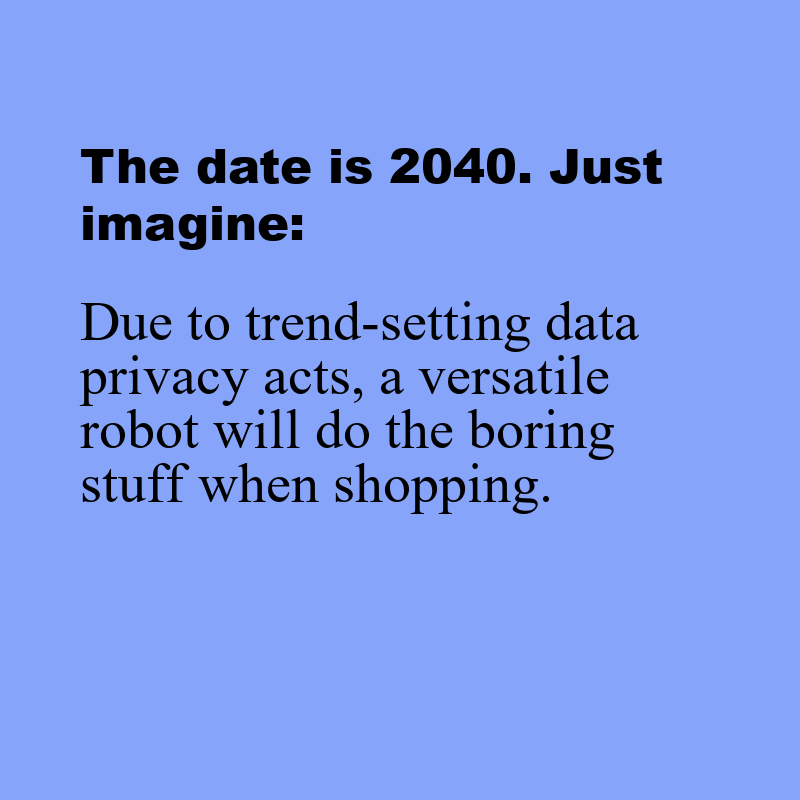 The date is 2040. Just
imagine:
Due to trend-setting data
privacy acts, a versatile
robot will do the boring
stuff when shopping.